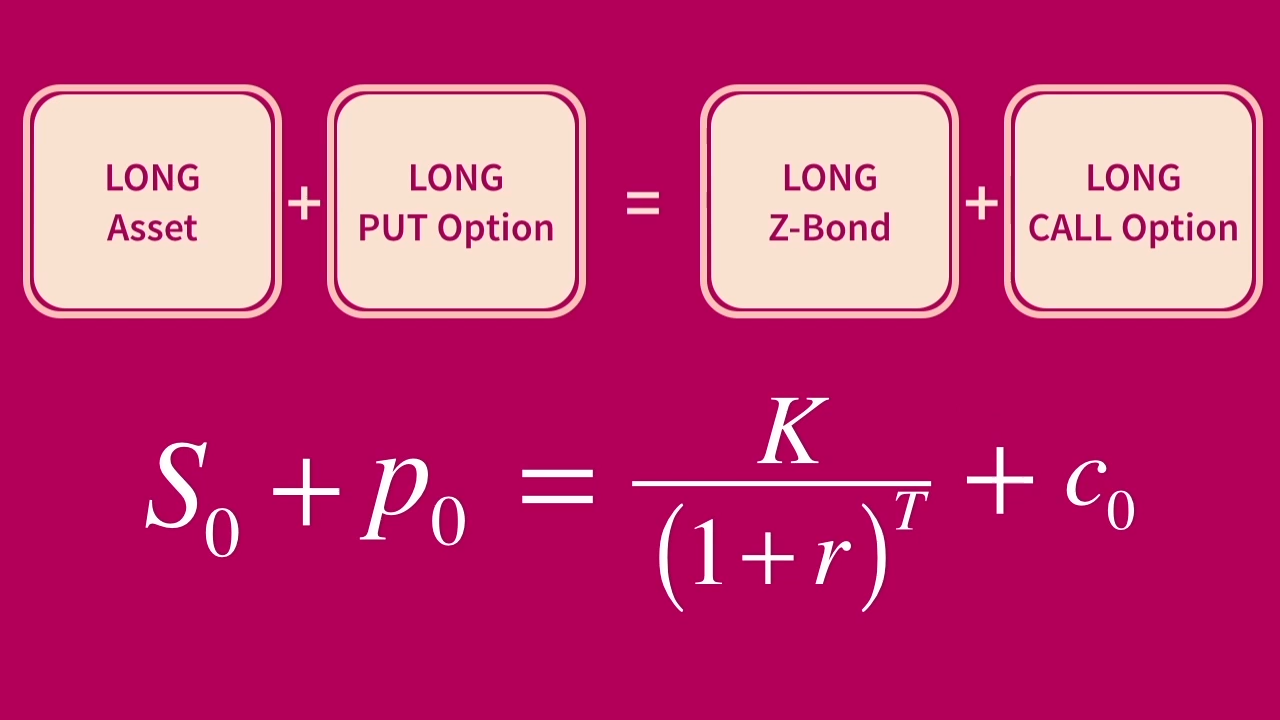 LONG
Asset
+
LONG
PUT Option
=
LONG
Z-Bond
+
LONG
CALL Option
S₀ + p₀ = K / (1 + r)ᵀ + c₀